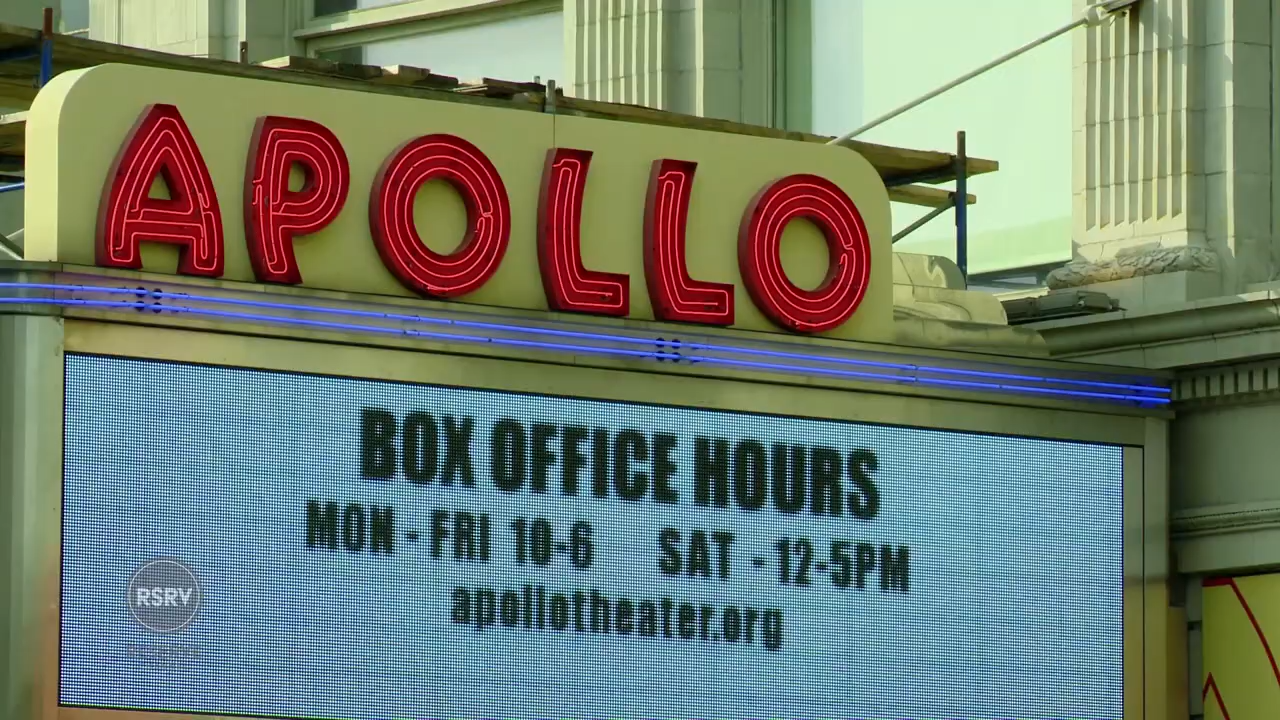 APOLLO
BOX OFFICE HOURS
MON - FRI 10-6 SAT - 12-5PM
apollotheater.org
RSRV